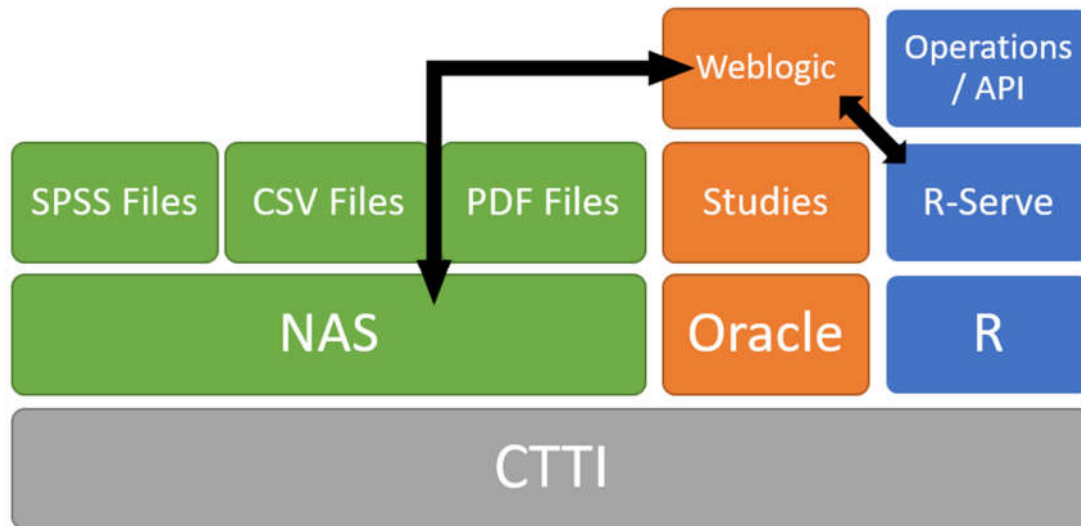 Weblogic
Operations
/ API
SPSS Files
CSV Files
PDF Files
Studies
R-Serve
NAS
Oracle
R
CTTI